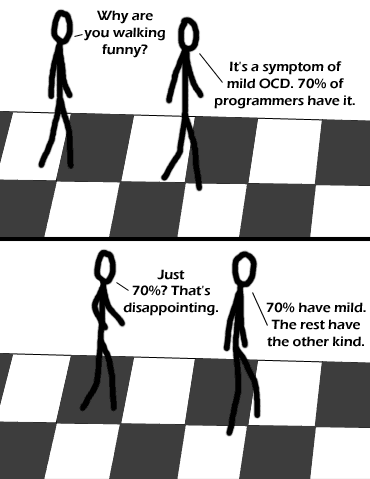 Why are
you walking
funny?
It's a symptom of
mild OCD. 70% of
programmers have it.
Just
70%? That's
disappointing.
70% have mild.
The rest have
the other kind.